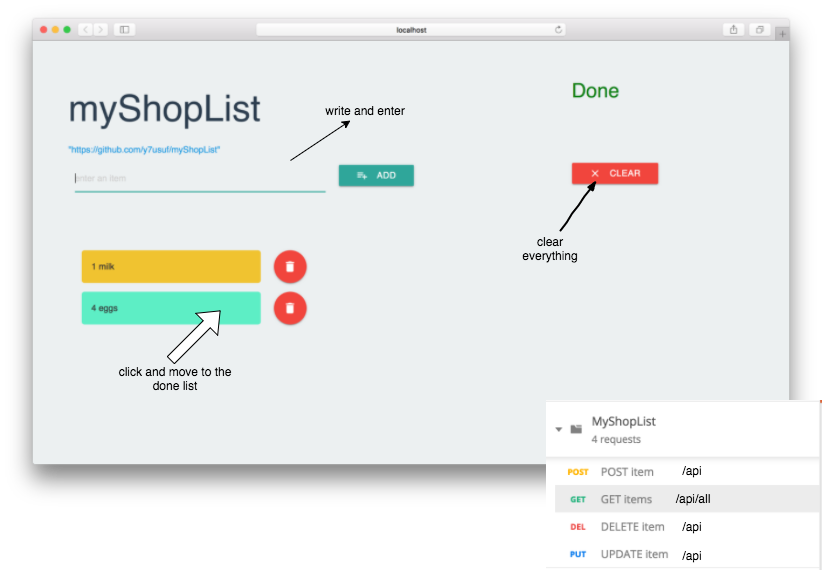 localhost
myShopList
Done
write and enter
"https://github.com/y7usuf/myShopList"
enter an item
ADD
CLEAR
clear
everything
1 milk
4 eggs
click and move to the
done list
MyShopList
4 requests
POST POST item /api
GET GET items /api/all
DEL DELETE item /api
PUT UPDATE item /api